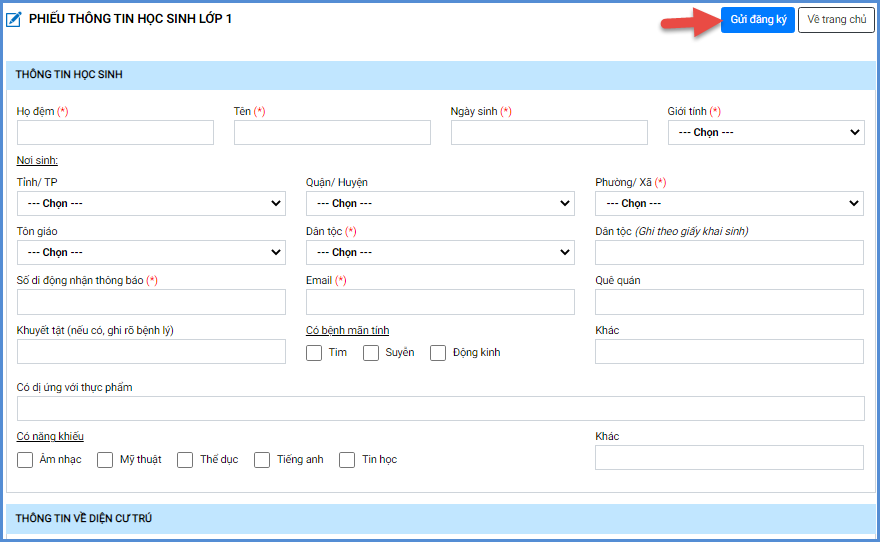 PHIẾU THÔNG TIN HỌC SINH LỚP 1
Gửi đăng ký
Về trang chủ
THÔNG TIN HỌC SINH
Họ đệm (*)
Tên (*)
Ngày sinh (*)
Giới tính (*)
--- Chọn ---
Nơi sinh:
Tỉnh/ TP
Quận/ Huyện
Phường/ Xã (*)
--- Chọn ---
--- Chọn ---
--- Chọn ---
Tôn giáo
Dân tộc (*)
Dân tộc (Ghi theo giấy khai sinh)
--- Chọn ---
--- Chọn ---
Số di động nhận thông báo (*)
Email (*)
Quê quán
Khuyết tật (nếu có, ghi rõ bệnh lý)
Có bệnh mãn tính
Khác
Tim
Suyễn
Động kinh
Có dị ứng với thực phẩm
Có năng khiếu
Khác
Âm nhạc
Mỹ thuật
Thể dục
Tiếng anh
Tin học
THÔNG TIN VỀ DIỆN CƯ TRÚ